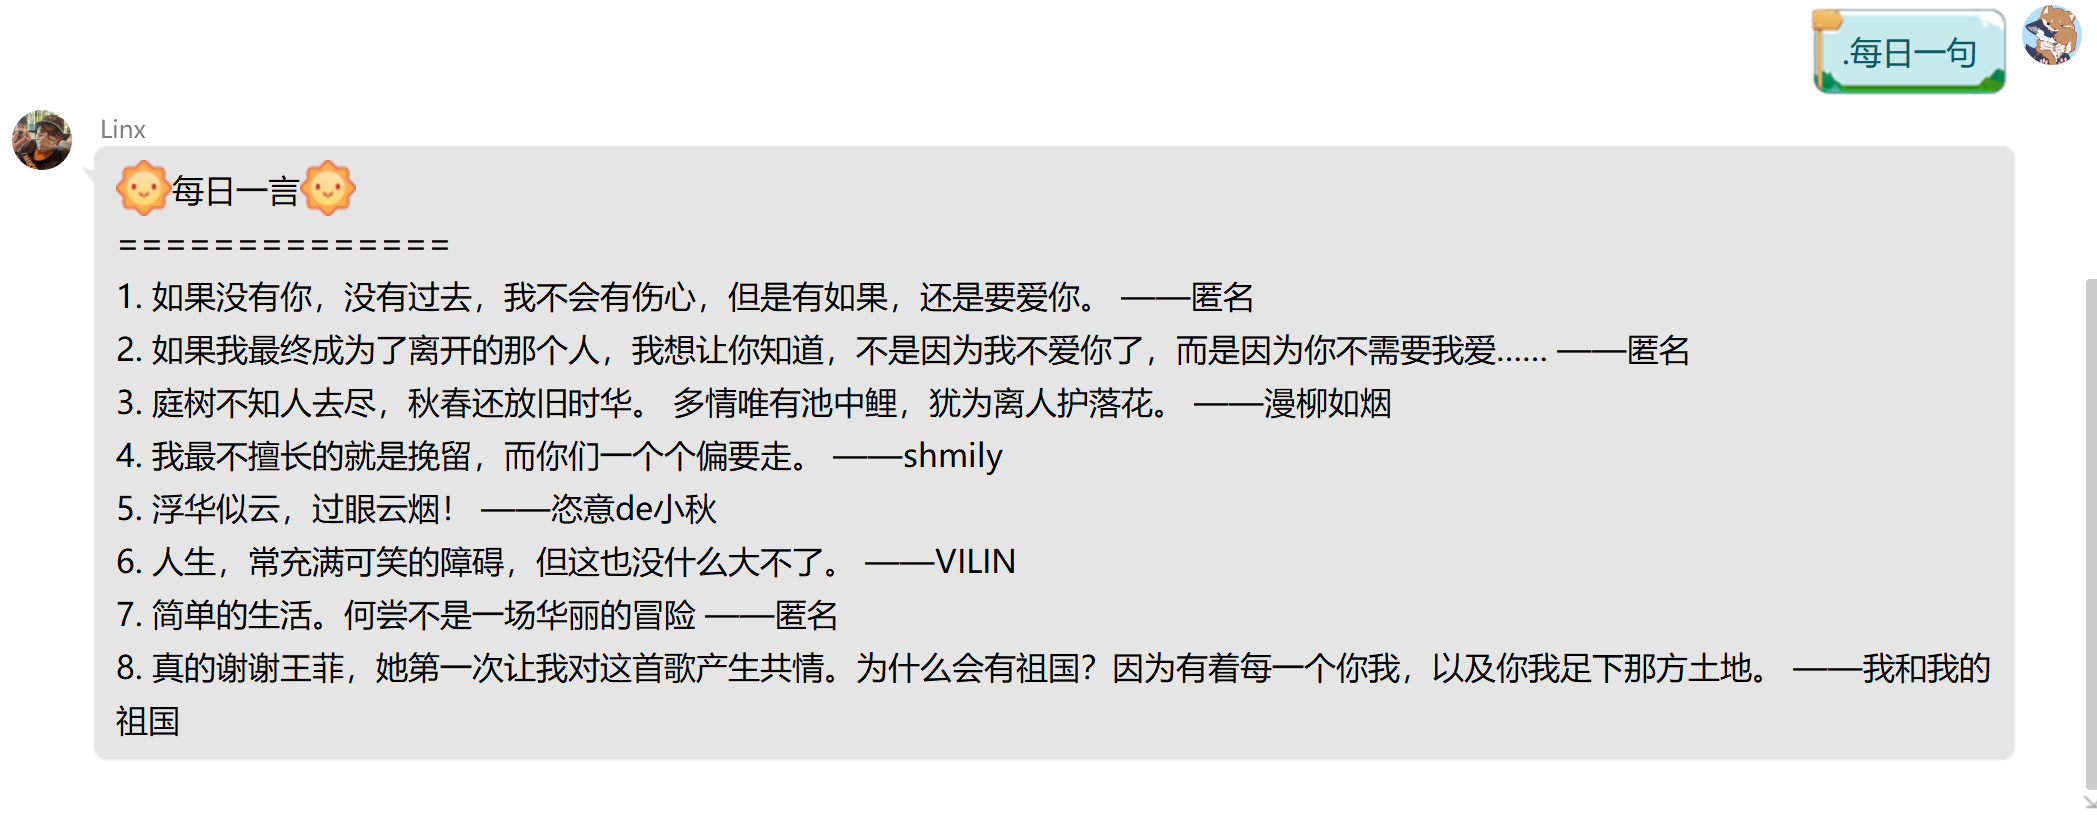 .每日一句
Linx
每日一言
==============
1. 如果没有你，没有过去，我不会有伤心，但是有如果，还是要爱你。 ——匿名
2. 如果我最终成为了离开的那个人，我想让你知道，不是因为我不爱你了，而是因为你不需要我爱...... ——匿名
3. 庭树不知人去尽，秋春还放旧时华。 多情唯有池中鲤，犹为离人护落花。 ——漫柳如烟
4. 我最不擅长的就是挽留，而你们一个个偏要走。 ——shmily
5. 浮华似云，过眼云烟！ ——恣意de小秋
6. 人生，常充满可笑的障碍，但这也没什么大不了。 ——VILIN
7. 简单的生活。何尝不是一场华丽的冒险 ——匿名
8. 真的谢谢王菲，她第一次让我对这首歌产生共情。为什么会有祖国？因为有着每一个你我，以及你我足下那方土地。 ——我和我的
祖国